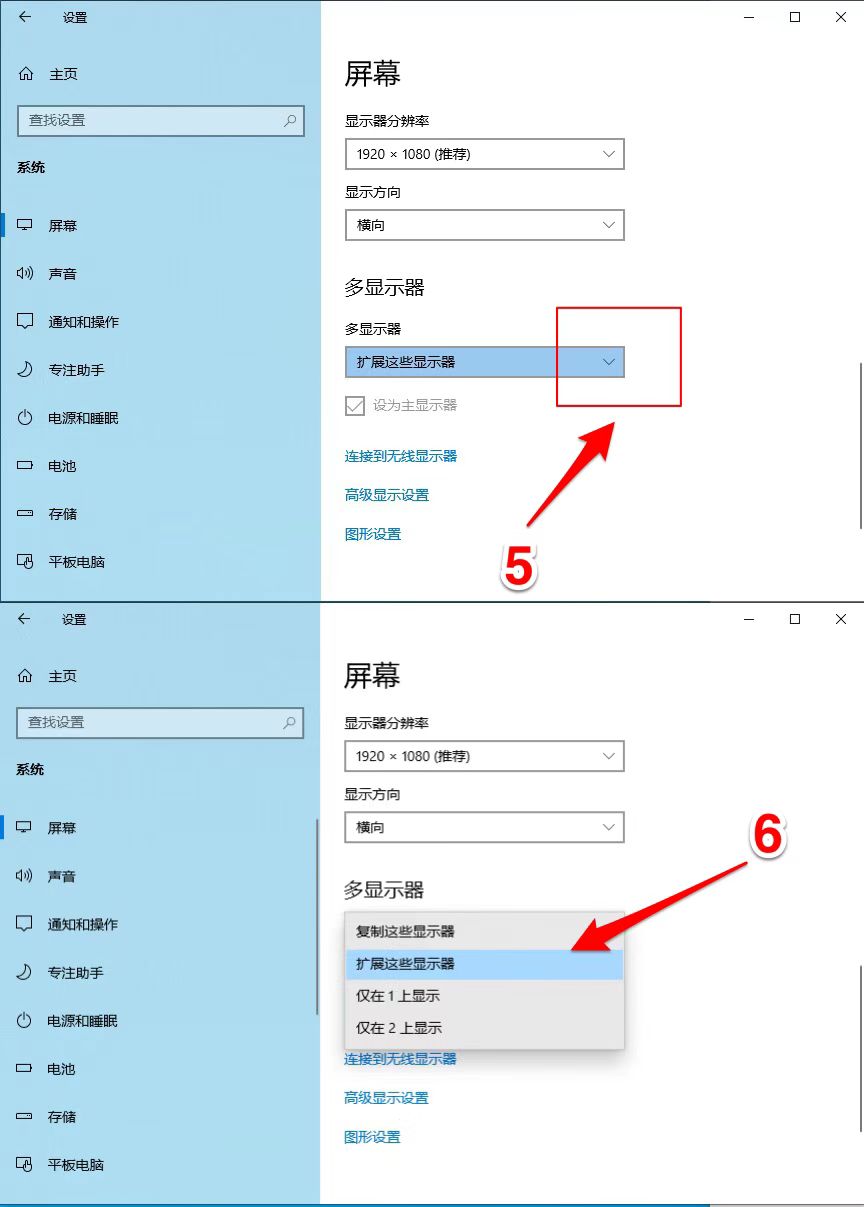 设置
主页
查找设置
系统
屏幕
声音
通知和操作
专注助手
电源和睡眠
电池
存储
平板电脑
屏幕
显示器分辨率
1920 × 1080 (推荐)
显示方向
横向
多显示器
多显示器
扩展这些显示器
设为主显示器
连接到无线显示器
高级显示设置
图形设置
5
设置
主页
查找设置
系统
屏幕
声音
通知和操作
专注助手
电源和睡眠
电池
存储
平板电脑
屏幕
显示器分辨率
1920 × 1080 (推荐)
显示方向
横向
6
多显示器
复制这些显示器
扩展这些显示器
仅在 1 上显示
仅在 2 上显示
连接到无线显示器
高级显示设置
图形设置